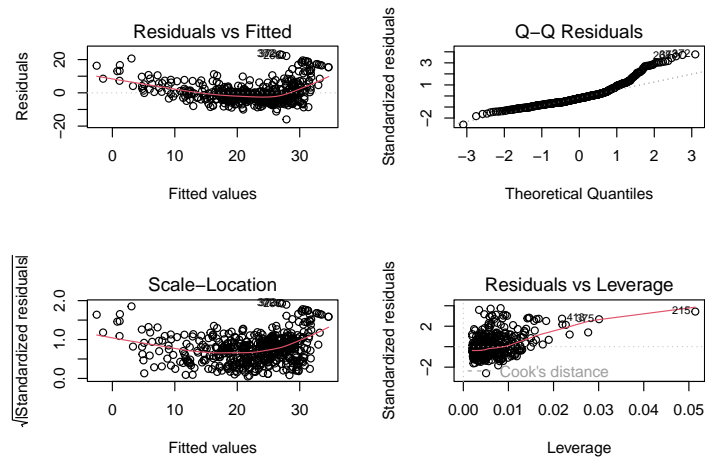 Residuals vs Fitted
Residuals
20
0
−20
0
10
20
30
Fitted values
Q−Q Residuals
Standardized residuals
3
−2
372
−3
−2
−1
0
1
2
3
Theoretical Quantiles
Scale−Location
√|Standardized residuals|
2.0
1.0
0.0
0
10
20
30
Fitted values
Residuals vs Leverage
Standardized residuals
2
−2
215
Cook's distance
0.00
0.01
0.02
0.03
0.04
0.05
Leverage